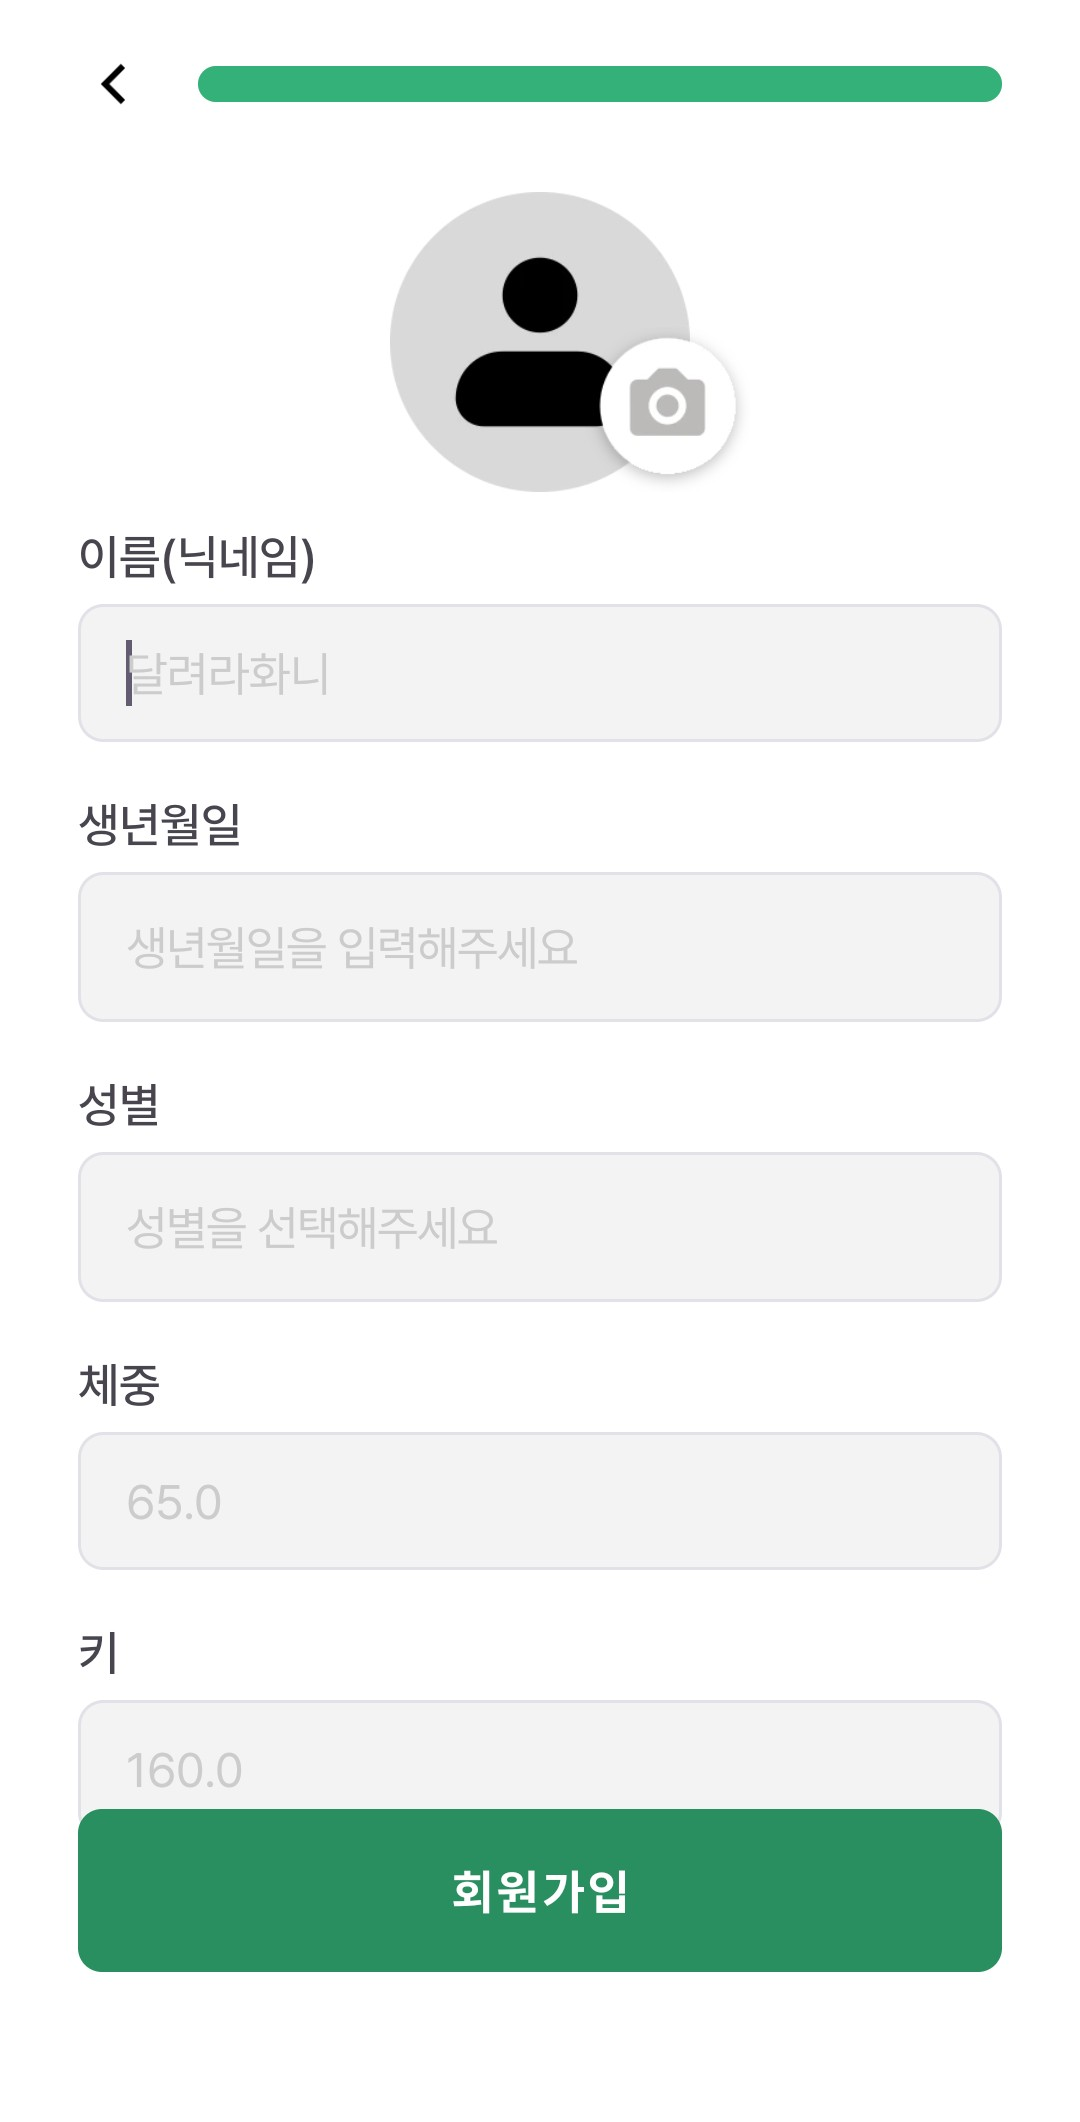 이름(닉네임)
달려라화니
생년월일
생년월일을 입력해주세요
성별
성별을 선택해주세요
체중
65.0
키
160.0
회원가입